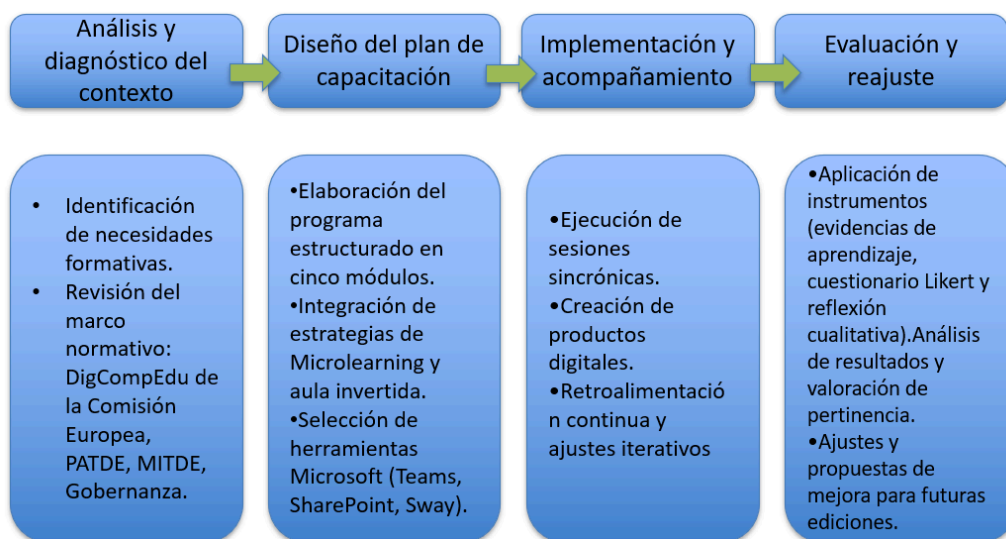 Análisis y
diagnóstico del
contexto
Diseño del plan de
capacitación
Implementación y
acompañamiento
Evaluación y
reajuste
• Identificación
de necesidades
formativas.
• Revisión del
marco
normativo:
DigCompEdu de
la Comisión
Europea,
PATDE, MITDE,
Gobernanza.
•Elaboración del
programa
estructurado en
cinco módulos.
•Integración de
estrategias de
Microlearning y
aula invertida.
•Selección de
herramientas
Microsoft (Teams,
SharePoint, Sway).
•Ejecución de
sesiones
sincrónicas.
•Creación de
productos
digitales.
•Retroalimentació
n continua y
ajustes iterativos
•Aplicación de
instrumentos
(evidencias de
aprendizaje,
cuestionario Likert y
reflexión
cualitativa).Análisis
de resultados y
valoración de
pertinencia.
•Ajustes y
propuestas de
mejora para futuras
ediciones.